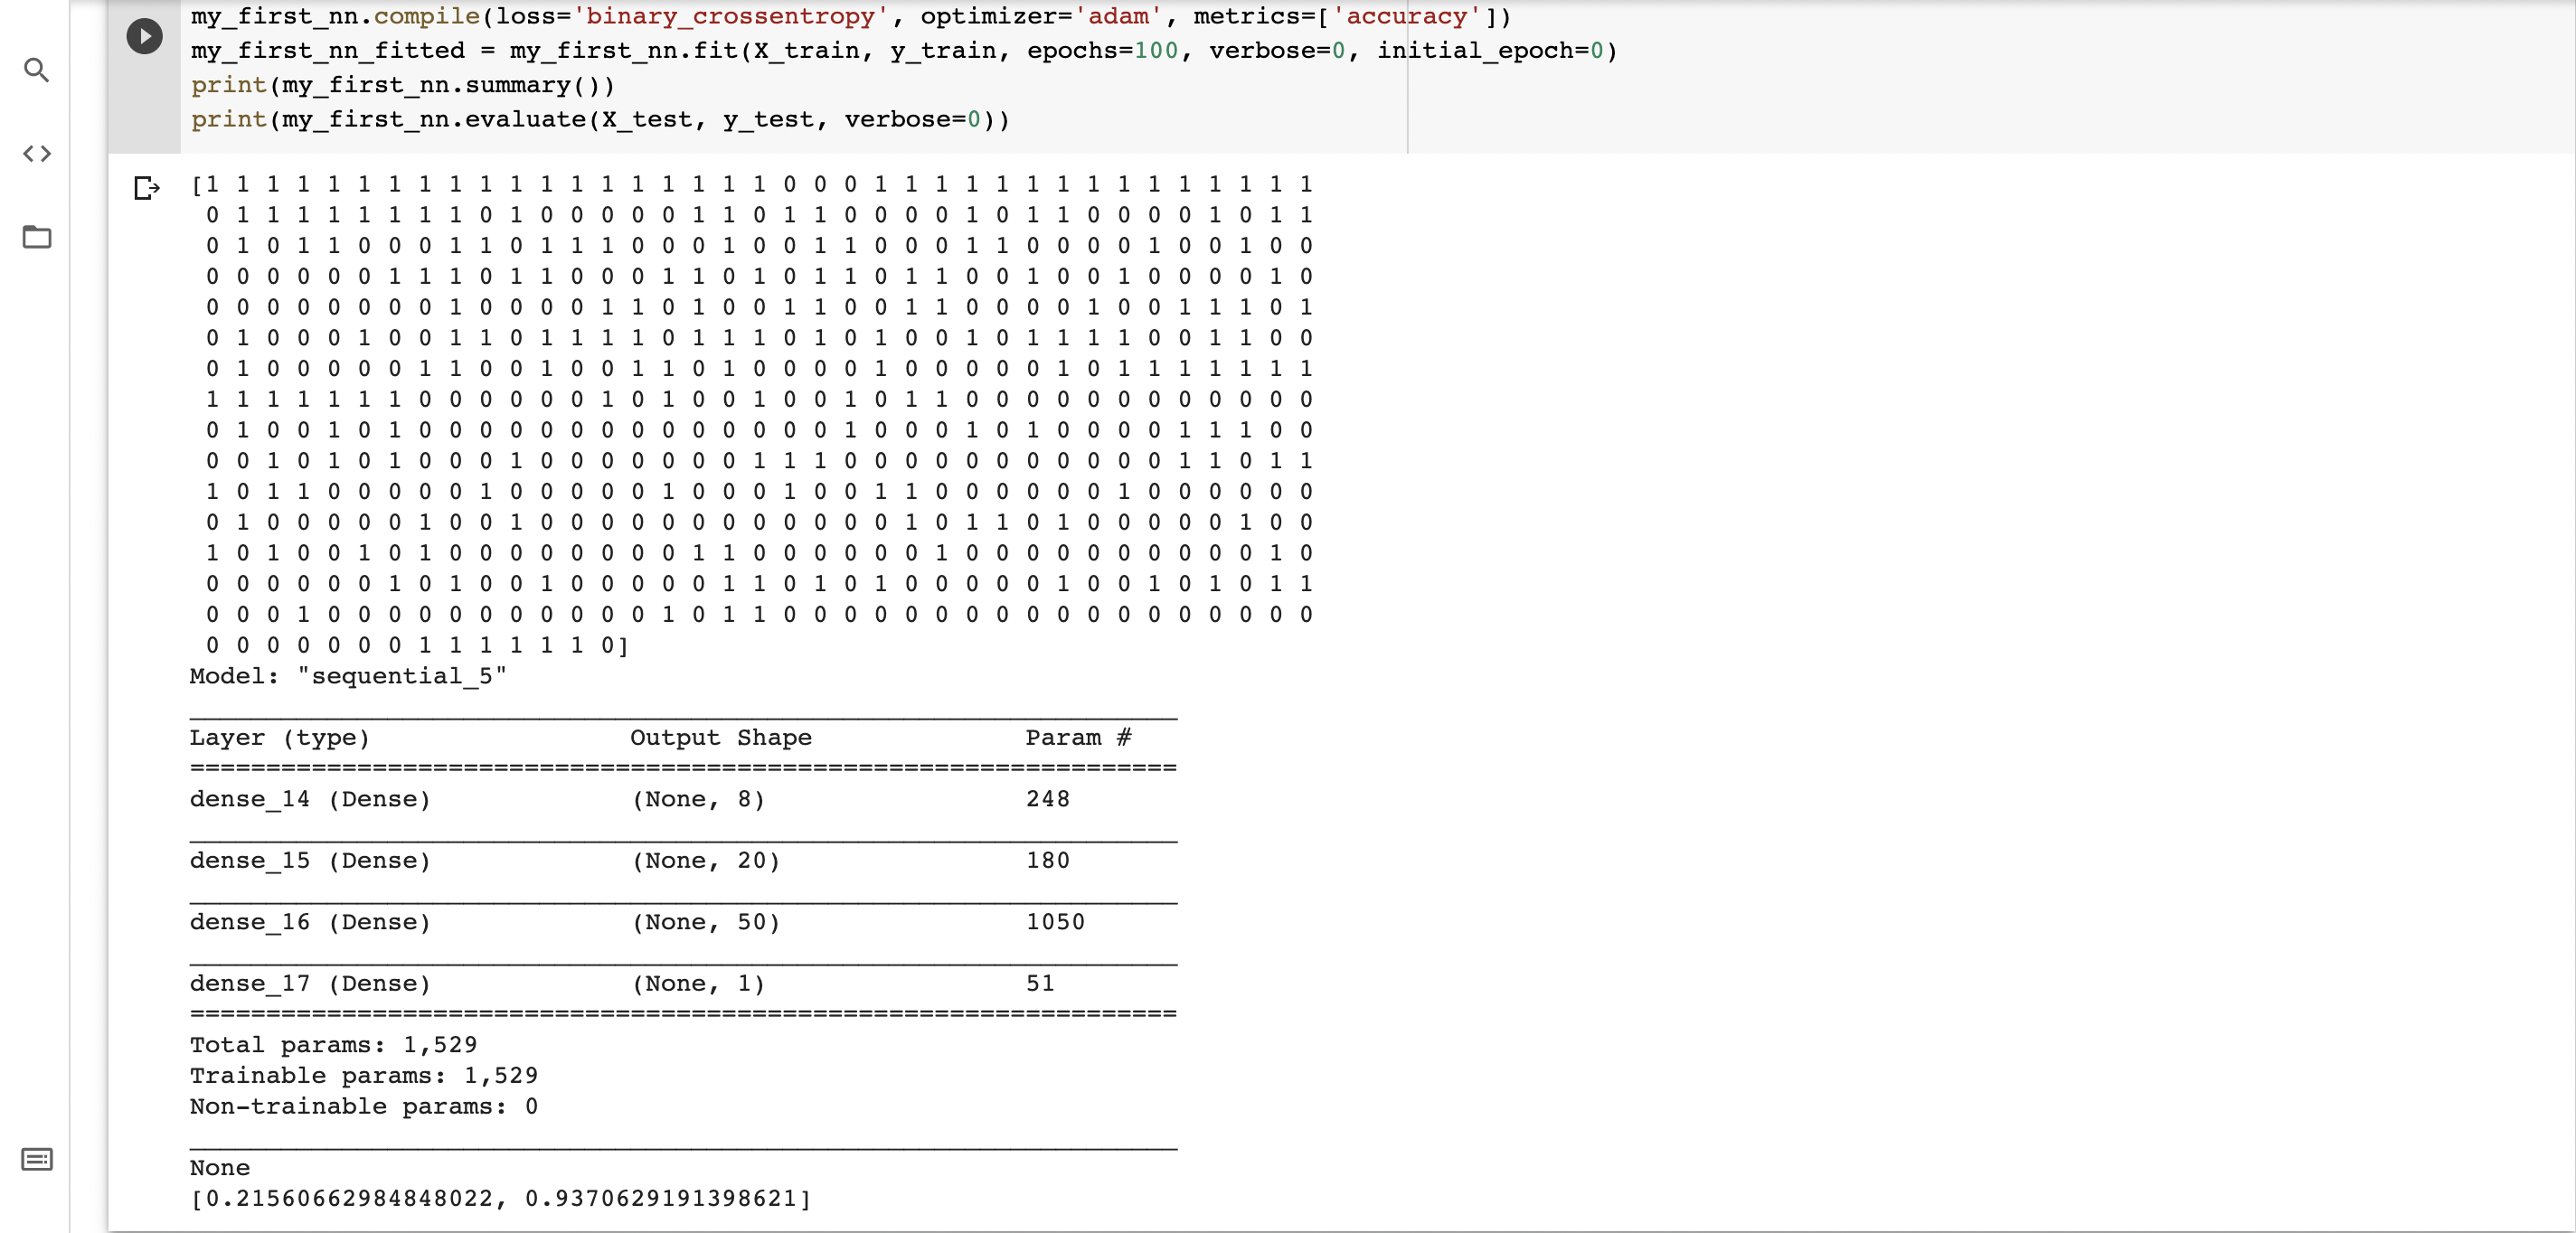 my_first_nn.compile(loss='binary_crossentropy', optimizer='adam', metrics=['accuracy'])
my_first_nn_fitted = my_first_nn.fit(X_train, y_train, epochs=100, verbose=0, initial_epoch=0)
print(my_first_nn.summary())
print(my_first_nn.evaluate(X_test, y_test, verbose=0))
[1 1 1 1 1 1 1 1 1 1 1 1 1 1 1 1 1 1 1 0 0 0 1 1 1 1 1 1 1 1 1 1 1 1 1 1 1
0 1 1 1 1 1 1 1 1 0 1 0 0 0 0 0 1 1 0 1 1 0 0 0 0 1 0 1 1 0 0 0 0 1 0 1 1
0 1 0 1 1 0 0 0 1 1 0 1 1 1 0 0 0 1 0 0 1 1 0 0 0 1 1 0 0 0 0 1 0 0 1 0 0
0 0 0 0 0 0 1 1 1 0 1 1 0 0 0 1 1 0 1 0 1 1 0 1 1 0 0 1 0 0 1 0 0 0 0 1 0
0 0 0 0 0 0 0 0 1 0 0 0 0 1 1 0 1 0 0 1 1 0 0 1 1 0 0 0 0 1 0 0 1 1 1 0 1
0 1 0 0 0 1 0 0 1 1 0 1 1 1 1 0 1 1 1 0 1 0 1 0 0 1 0 1 1 1 1 0 0 1 1 0 0
0 1 0 0 0 0 0 1 1 0 0 1 0 0 1 1 0 1 0 0 0 0 1 0 0 0 0 0 1 0 1 1 1 1 1 1 1
1 1 1 1 1 1 1 0 0 0 0 0 0 1 0 1 0 0 1 0 0 1 0 1 1 0 0 0 0 0 0 0 0 0 0 0 0
0 1 0 0 1 0 1 0 0 0 0 0 0 0 0 0 0 0 0 0 0 1 0 0 0 1 0 1 0 0 0 0 1 1 1 0 0
0 0 1 0 1 0 1 0 0 0 1 0 0 0 0 0 0 0 1 1 1 0 0 0 0 0 0 0 0 0 0 0 1 1 0 1 1
1 0 1 1 0 0 0 0 0 1 0 0 0 0 0 1 0 0 0 1 0 0 1 1 0 0 0 0 0 0 1 0 0 0 0 0 0
0 1 0 0 0 0 0 1 0 0 1 0 0 0 0 0 0 0 0 0 0 0 0 1 0 1 1 0 1 0 0 0 0 0 1 0 0
1 0 1 0 0 1 0 1 0 0 0 0 0 0 0 0 1 1 0 0 0 0 0 0 1 0 0 0 0 0 0 0 0 0 0 1 0
0 0 0 0 0 0 1 0 1 0 0 1 0 0 0 0 0 1 1 0 1 0 1 0 0 0 0 0 1 0 0 1 0 1 0 1 1
0 0 0 1 0 0 0 0 0 0 0 0 0 0 0 1 0 1 1 0 0 0 0 0 0 0 0 0 0 0 0 0 0 0 0 0 0
0 0 0 0 0 0 0 1 1 1 1 1 1 0]
Model: "sequential_5"
Layer (type) Output Shape Param #
dense_14 (Dense) (None, 8) 248
dense_15 (Dense) (None, 20) 180
dense_16 (Dense) (None, 50) 1050
dense_17 (Dense) (None, 1) 51
Total params: 1,529
Trainable params: 1,529
Non-trainable params: 0
None
[0.21560662984848022, 0.9370629191398621]